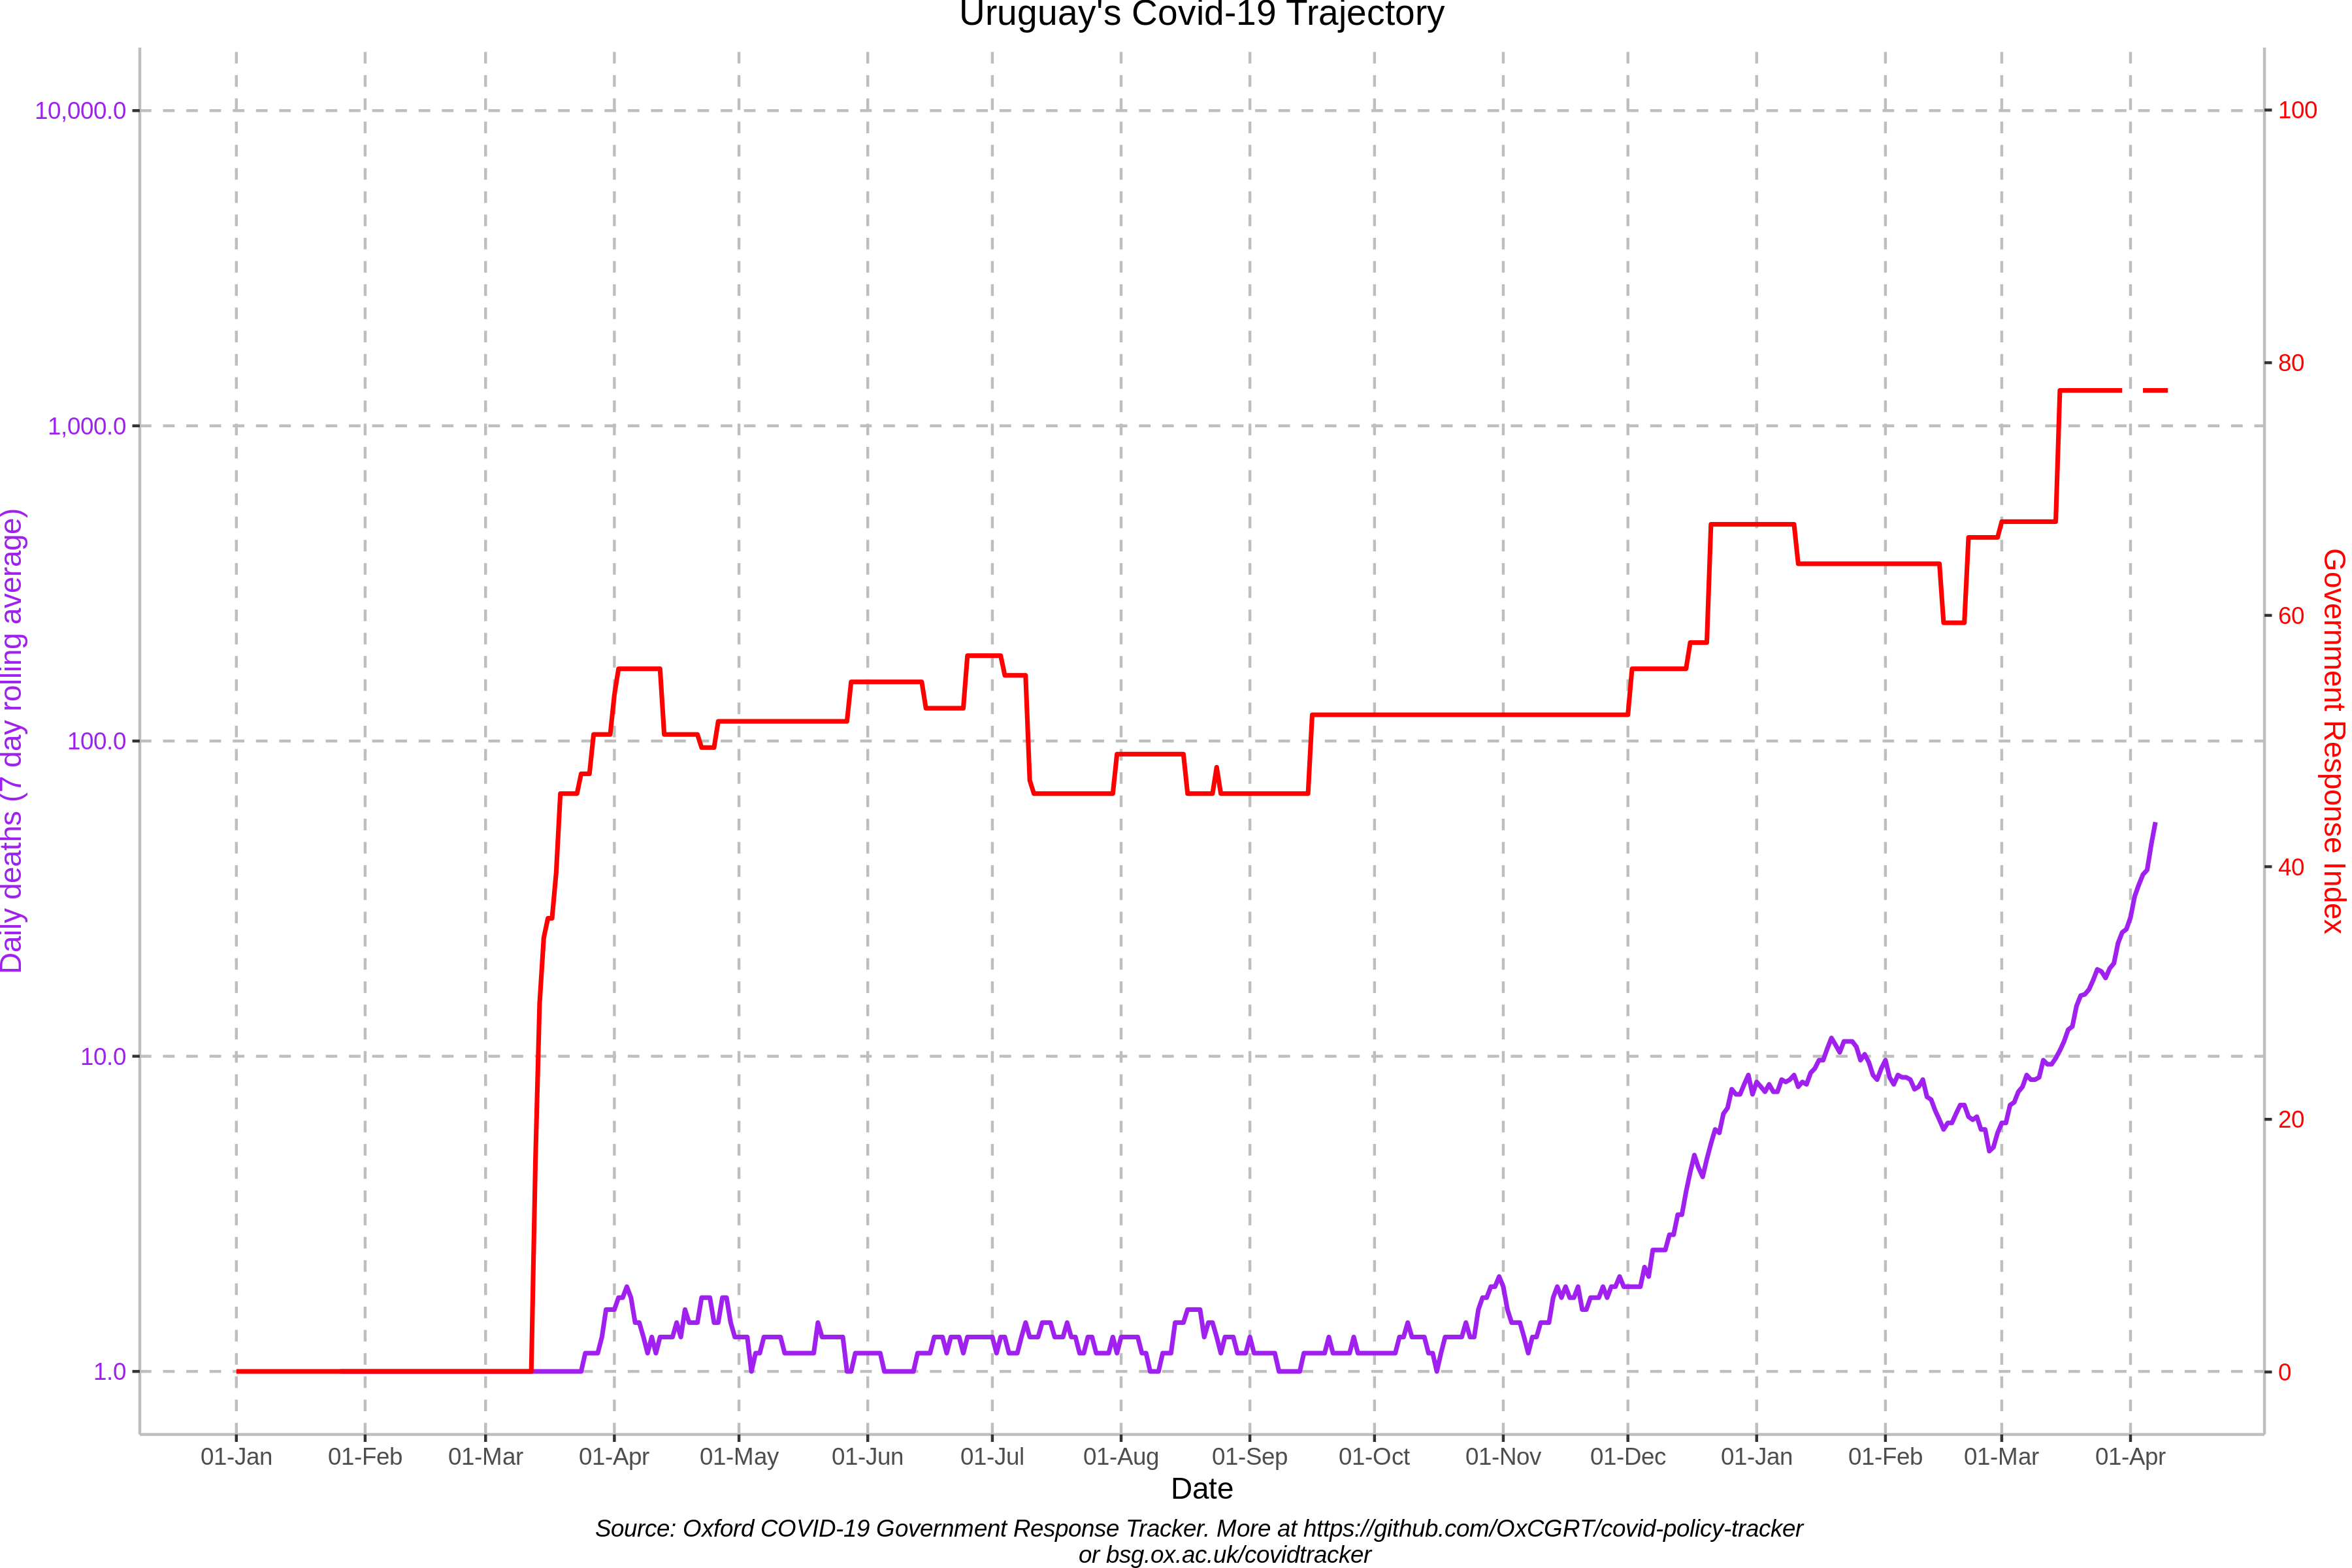 Uruguay's Covid-19 Trajectory
10,000.0
1,000.0
100.0
10.0
1.0
Daily deaths (7 day rolling average)
100
80
60
40
20
0
Government Response Index
01-Jan 01-Feb 01-Mar 01-Apr 01-May 01-Jun 01-Jul 01-Aug 01-Sep 01-Oct 01-Nov 01-Dec 01-Jan 01-Feb 01-Mar 01-Apr
Date
Source: Oxford COVID-19 Government Response Tracker. More at https://github.com/OxCGRT/covid-policy-tracker
or bsg.ox.ac.uk/covidtracker